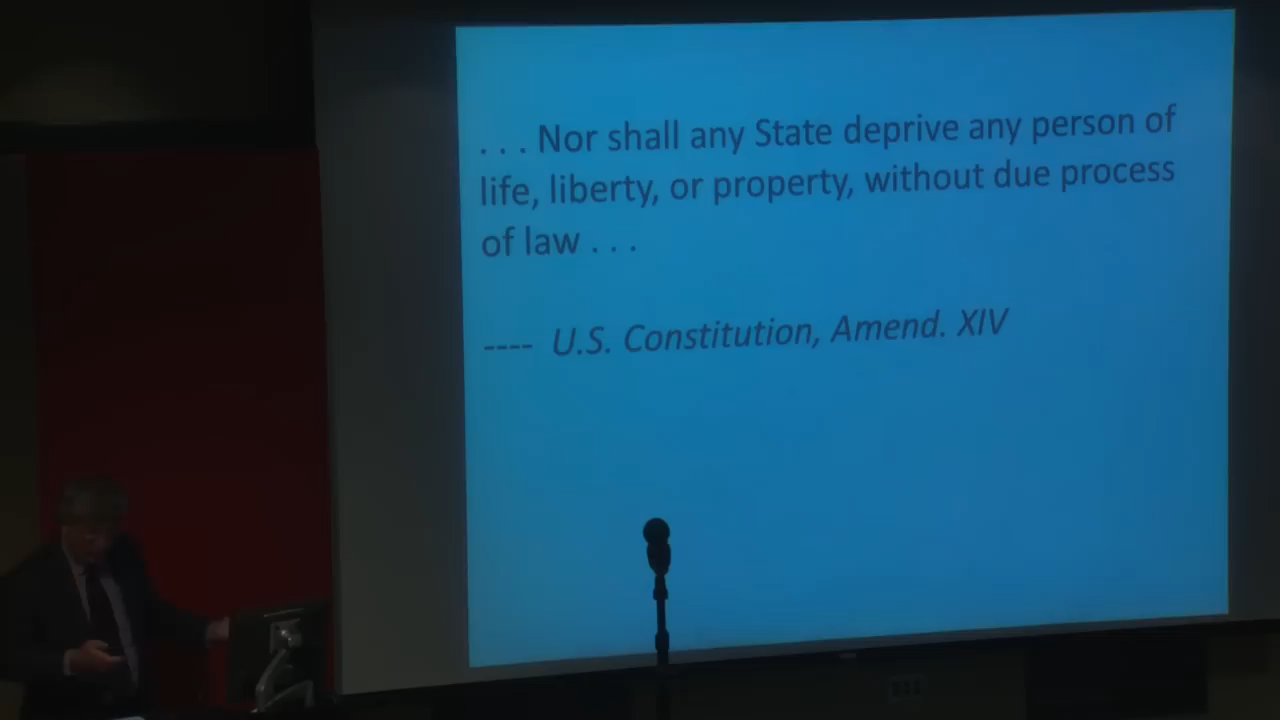 . . . Nor shall any State deprive any person of
life, liberty, or property, without due process
of law . . .
---- U.S. Constitution, Amend. XIV